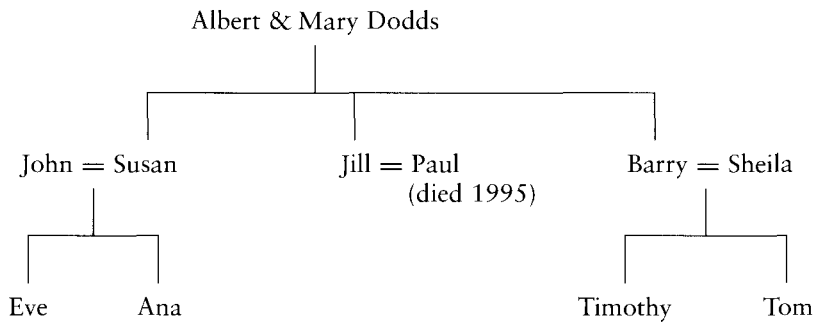 Albert & Mary Dodds
John = Susan
Jill = Paul
(died 1995)
Barry = Sheila
Eve
Ana
Timothy
Tom